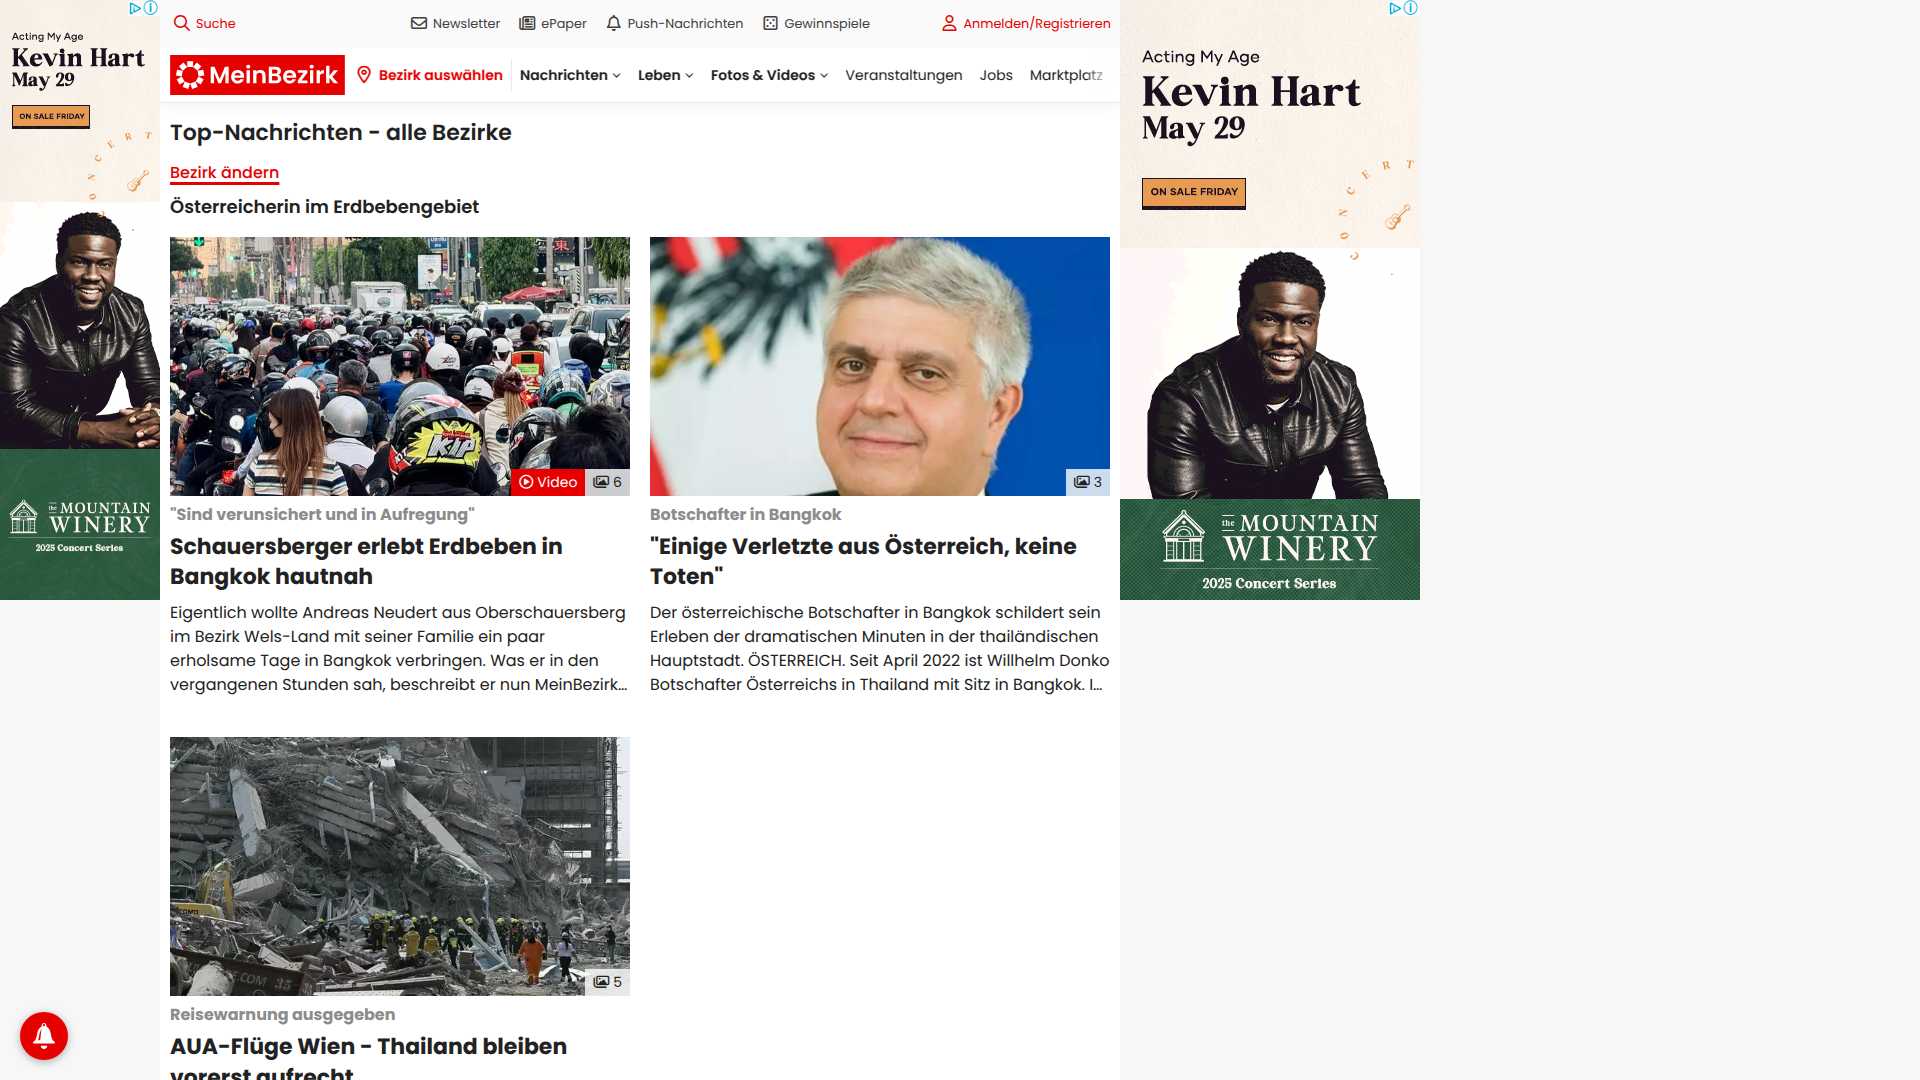 Acting My Age
Kevin Hart
May 29
ON SALE FRIDAY
CONCERT
the MOUNTAIN
WINERY
2025 Concert Series
Suche
Newsletter
ePaper
Push-Nachrichten
Gewinnspiele
Anmelden/Registrieren
MeinBezirk
Bezirk auswählen
Nachrichten
Leben
Fotos & Videos
Veranstaltungen
Jobs
Marktplatz
Top-Nachrichten - alle Bezirke
Bezirk ändern
Österreicherin im Erdbebengebiet
KIP
Video
6
"Sind verunsichert und in Aufregung"
Schauersberger erlebt Erdbeben in
Bangkok hautnah
Eigentlich wollte Andreas Neudert aus Oberschauersberg
im Bezirk Wels-Land mit seiner Familie ein paar
erholsame Tage in Bangkok verbringen. Was er in den
vergangenen Stunden sah, beschreibt er nun MeinBezirk...
3
Botschafter in Bangkok
"Einige Verletzte aus Österreich, keine
Toten"
Der österreichische Botschafter in Bangkok schildert sein
Erleben der dramatischen Minuten in der thailändischen
Hauptstadt. ÖSTERREICH. Seit April 2022 ist Willhelm Donko
Botschafter Österreichs in Thailand mit Sitz in Bangkok. I...
.COM 35
5
Reisewarnung ausgegeben
AUA-Flüge Wien - Thailand bleiben
vorerst aufrecht
Acting My Age
Kevin Hart
May 29
ON SALE FRIDAY
CONCERT
the MOUNTAIN
WINERY
2025 Concert Series